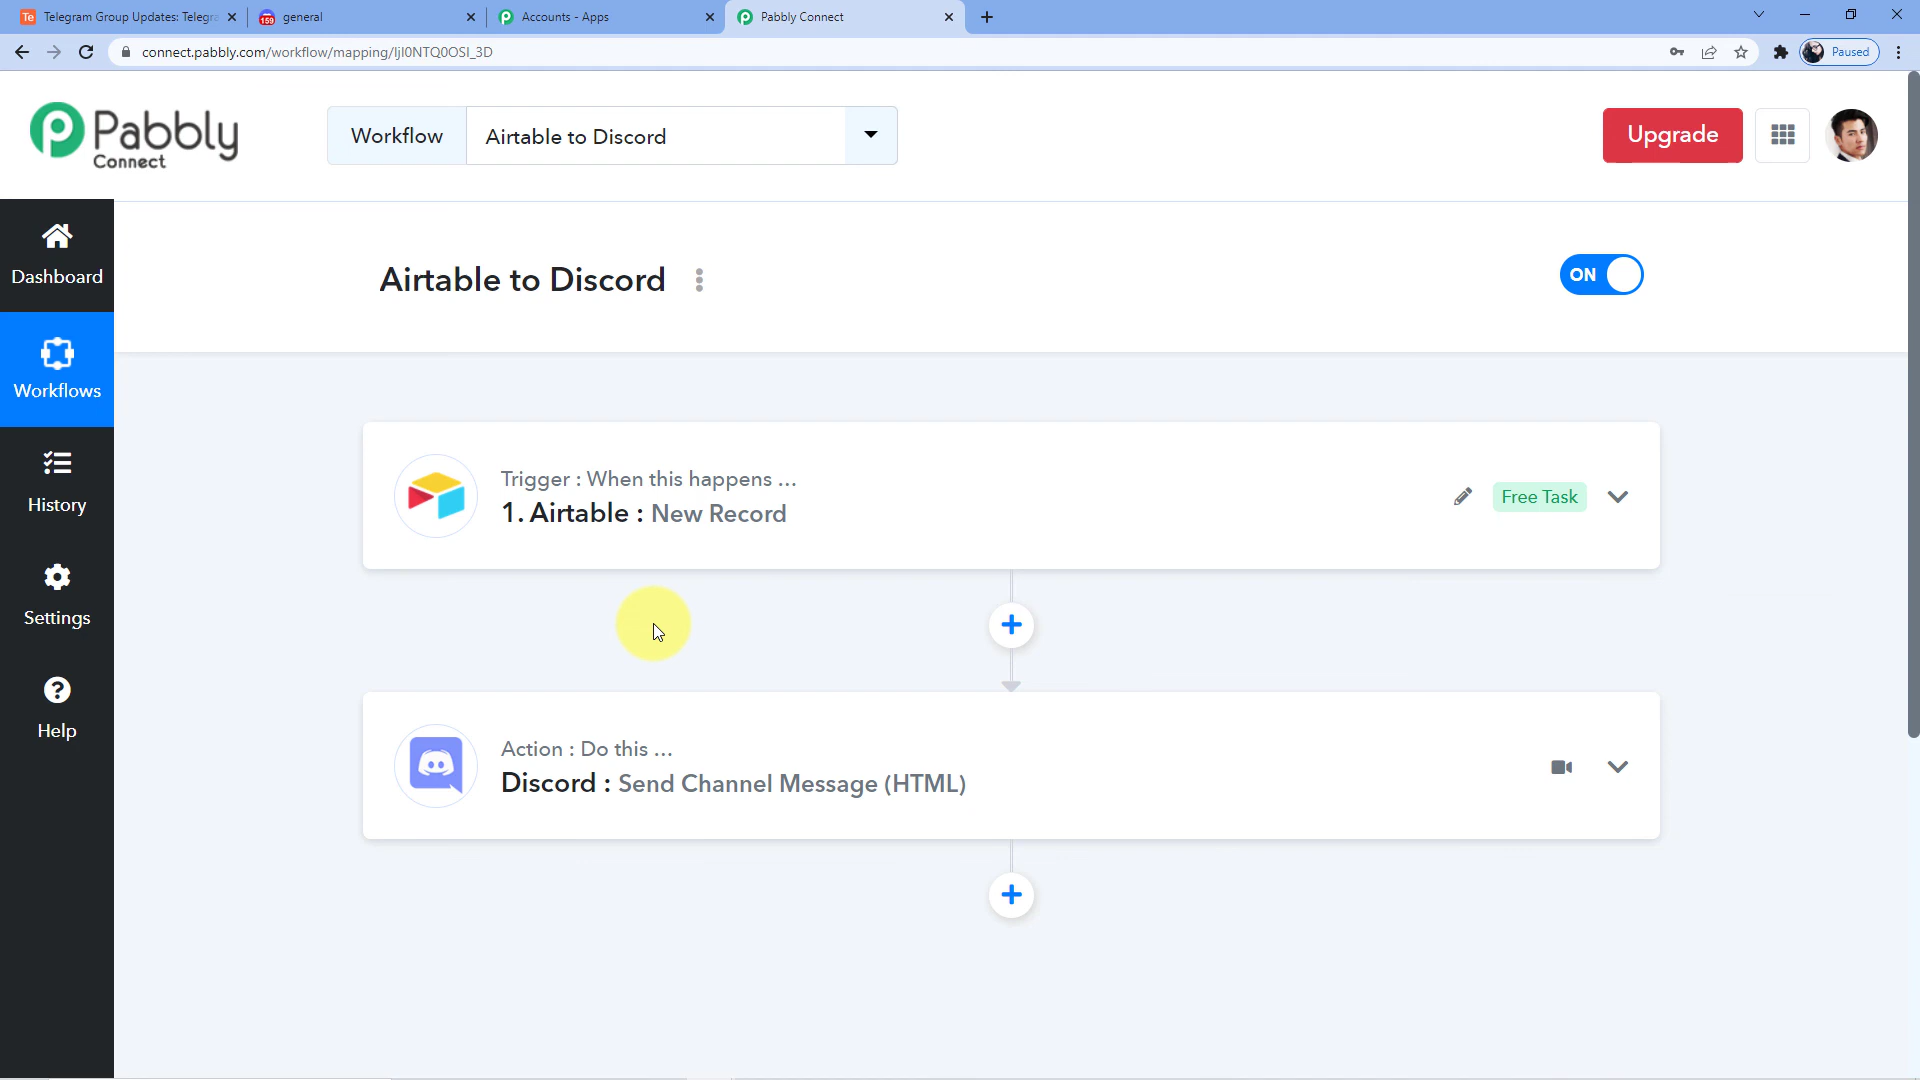 Telegram Group Updates: Telegra
general
Accounts - Apps
Pabbly Connect
159
connect.pabbly.com/workflow/mapping/IjI0NTQ0OSI_3D
Paused
Pabbly
Connect
Workflow
Airtable to Discord
Upgrade
Dashboard
Workflows
History
Settings
Help
Airtable to Discord
ON
Trigger : When this happens ...
1. Airtable : New Record
Free Task
Action : Do this ...
Discord : Send Channel Message (HTML)